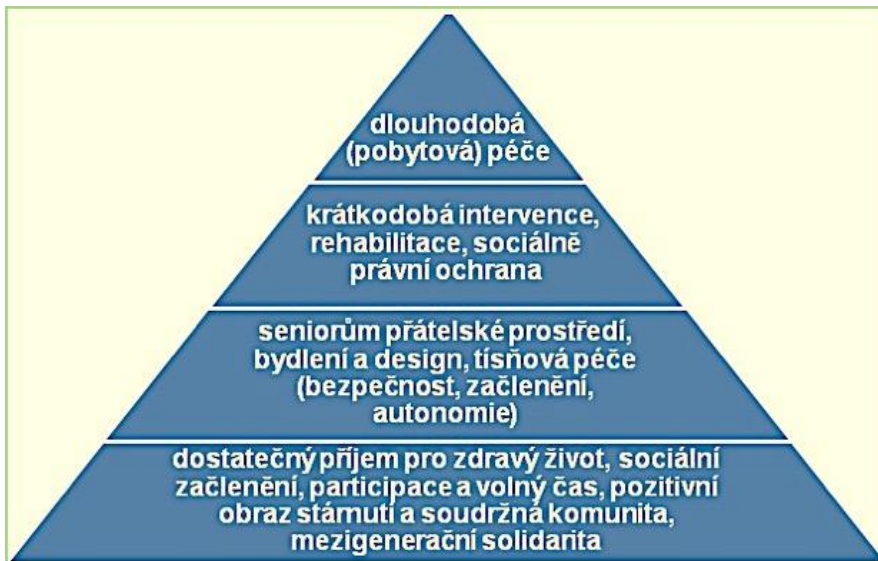 dlouhodobá
(pobytová) péče
krátkodobá intervence,
rehabilitace, sociálně
právní ochrana
seniorům přátelské prostředí,
bydlení a design, tísňová péče
(bezpečnost, začlenění,
autonomie)
dostatečný příjem pro zdravý život, sociální
začlenění, participace a volný čas, pozitivní
obraz stárnutí a soudržná komunita,
mezigenerační solidarita